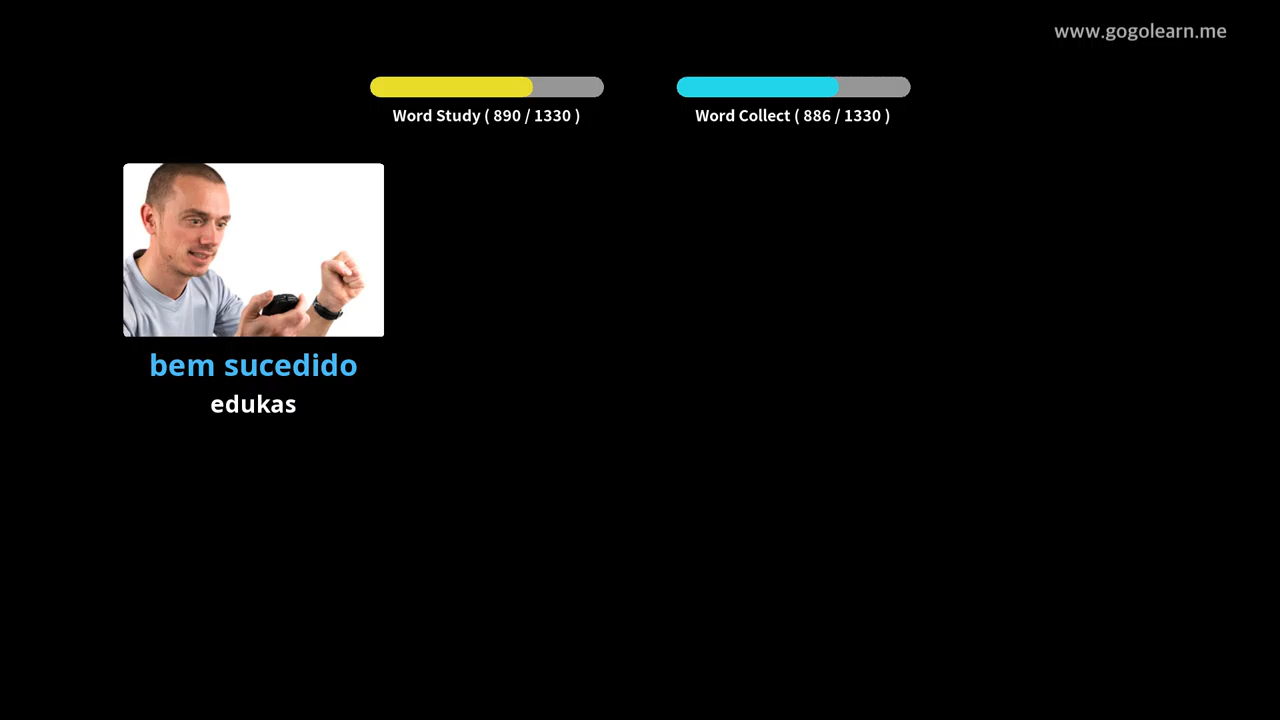 www.gogolearn.me
Word Study ( 890 / 1330 )
Word Collect ( 886 / 1330 )
bem sucedido
edukas